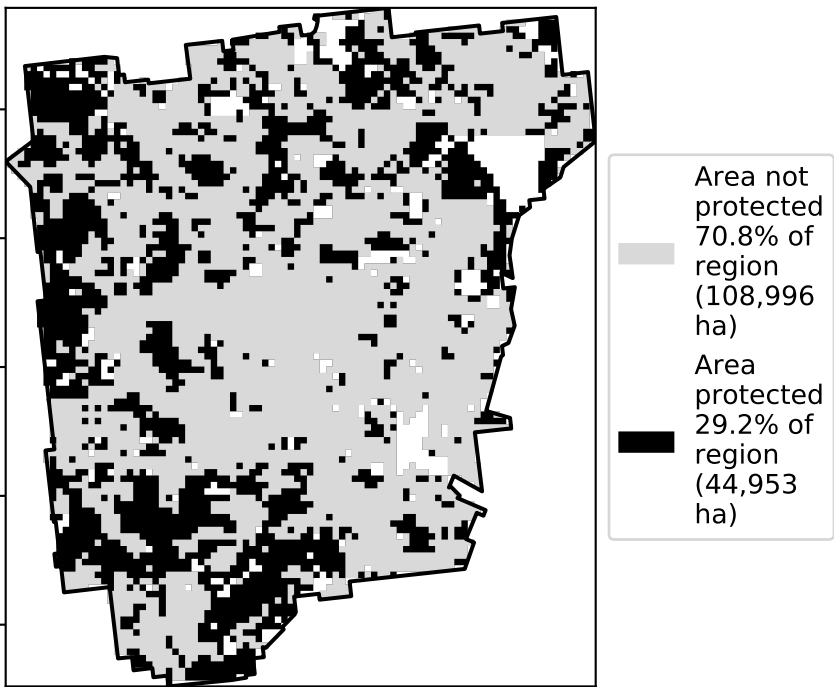 Area not
protected
70.8% of
region
(108,996
ha)
Area
protected
29.2% of
region
(44,953
ha)